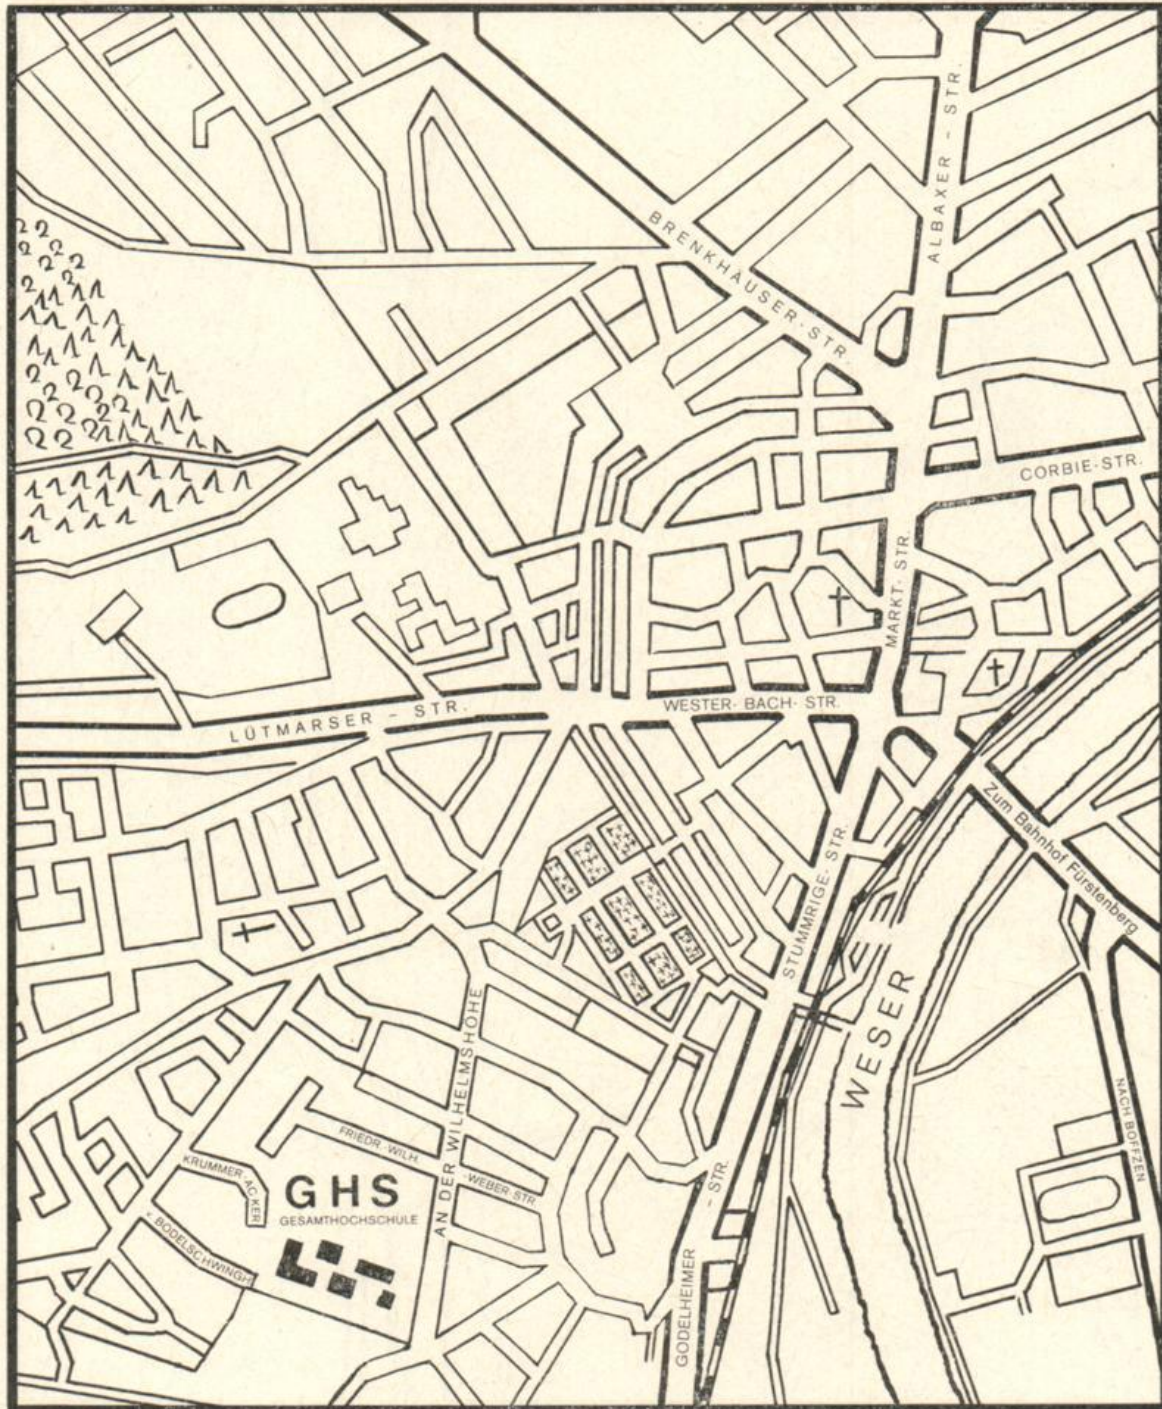 ALBAXER - STR.
BRENKHÄUSER-STR.
CORBIE-STR.
MARKT-STR.
WESTER-BACH-STR.
LÜTMARSER - STR.
Zum Bahnhof Fürstenberg
STUMMRIGE-STR.
WESER
AN DER WILHELMSHÖHE
NACH BOFFZEN
FRIEDR.-WILH.
-WEBER-STR.
KRUMMER-ACKER
GHS
GESAMTHOCHSCHULE
v. BODELSCHWINGH
GODELHEIMER
- STR.